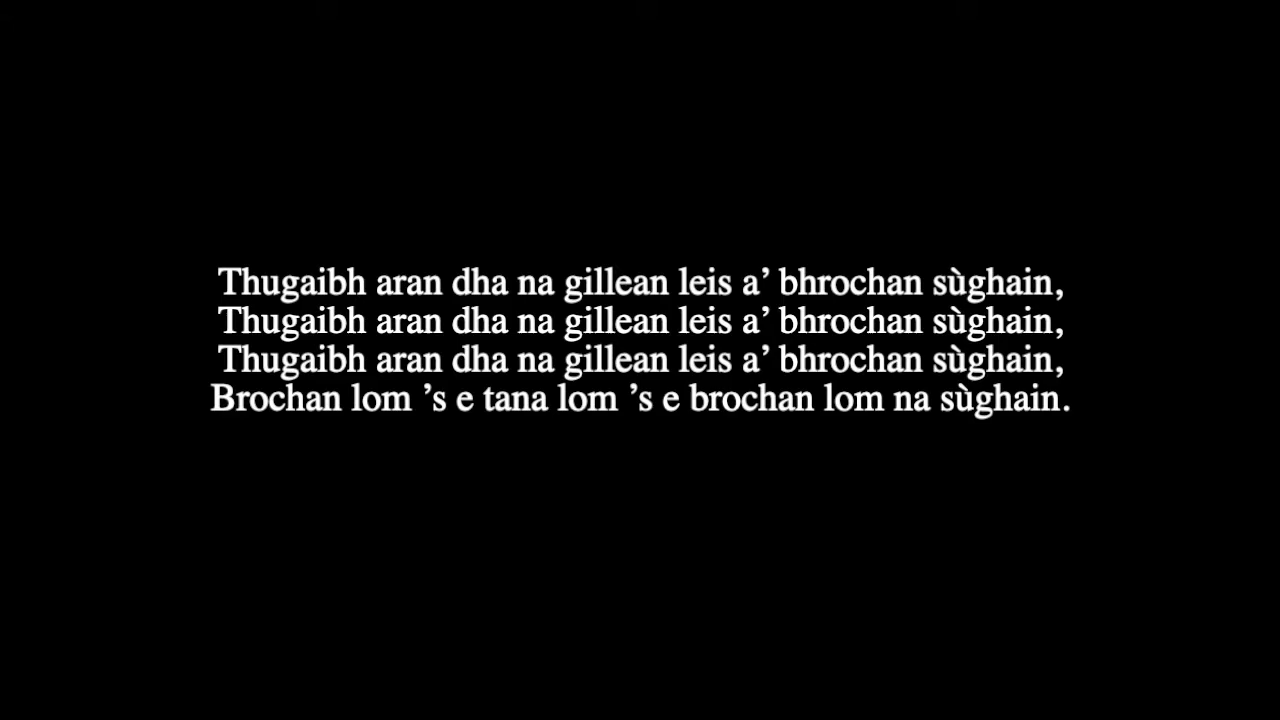 Thugaibh aran dha na gillean leis a’ bhrochan sùghain,
Thugaibh aran dha na gillean leis a’ bhrochan sùghain,
Thugaibh aran dha na gillean leis a’ bhrochan sùghain,
Brochan lom ’s e tana lom ’s e brochan lom na sùghain.